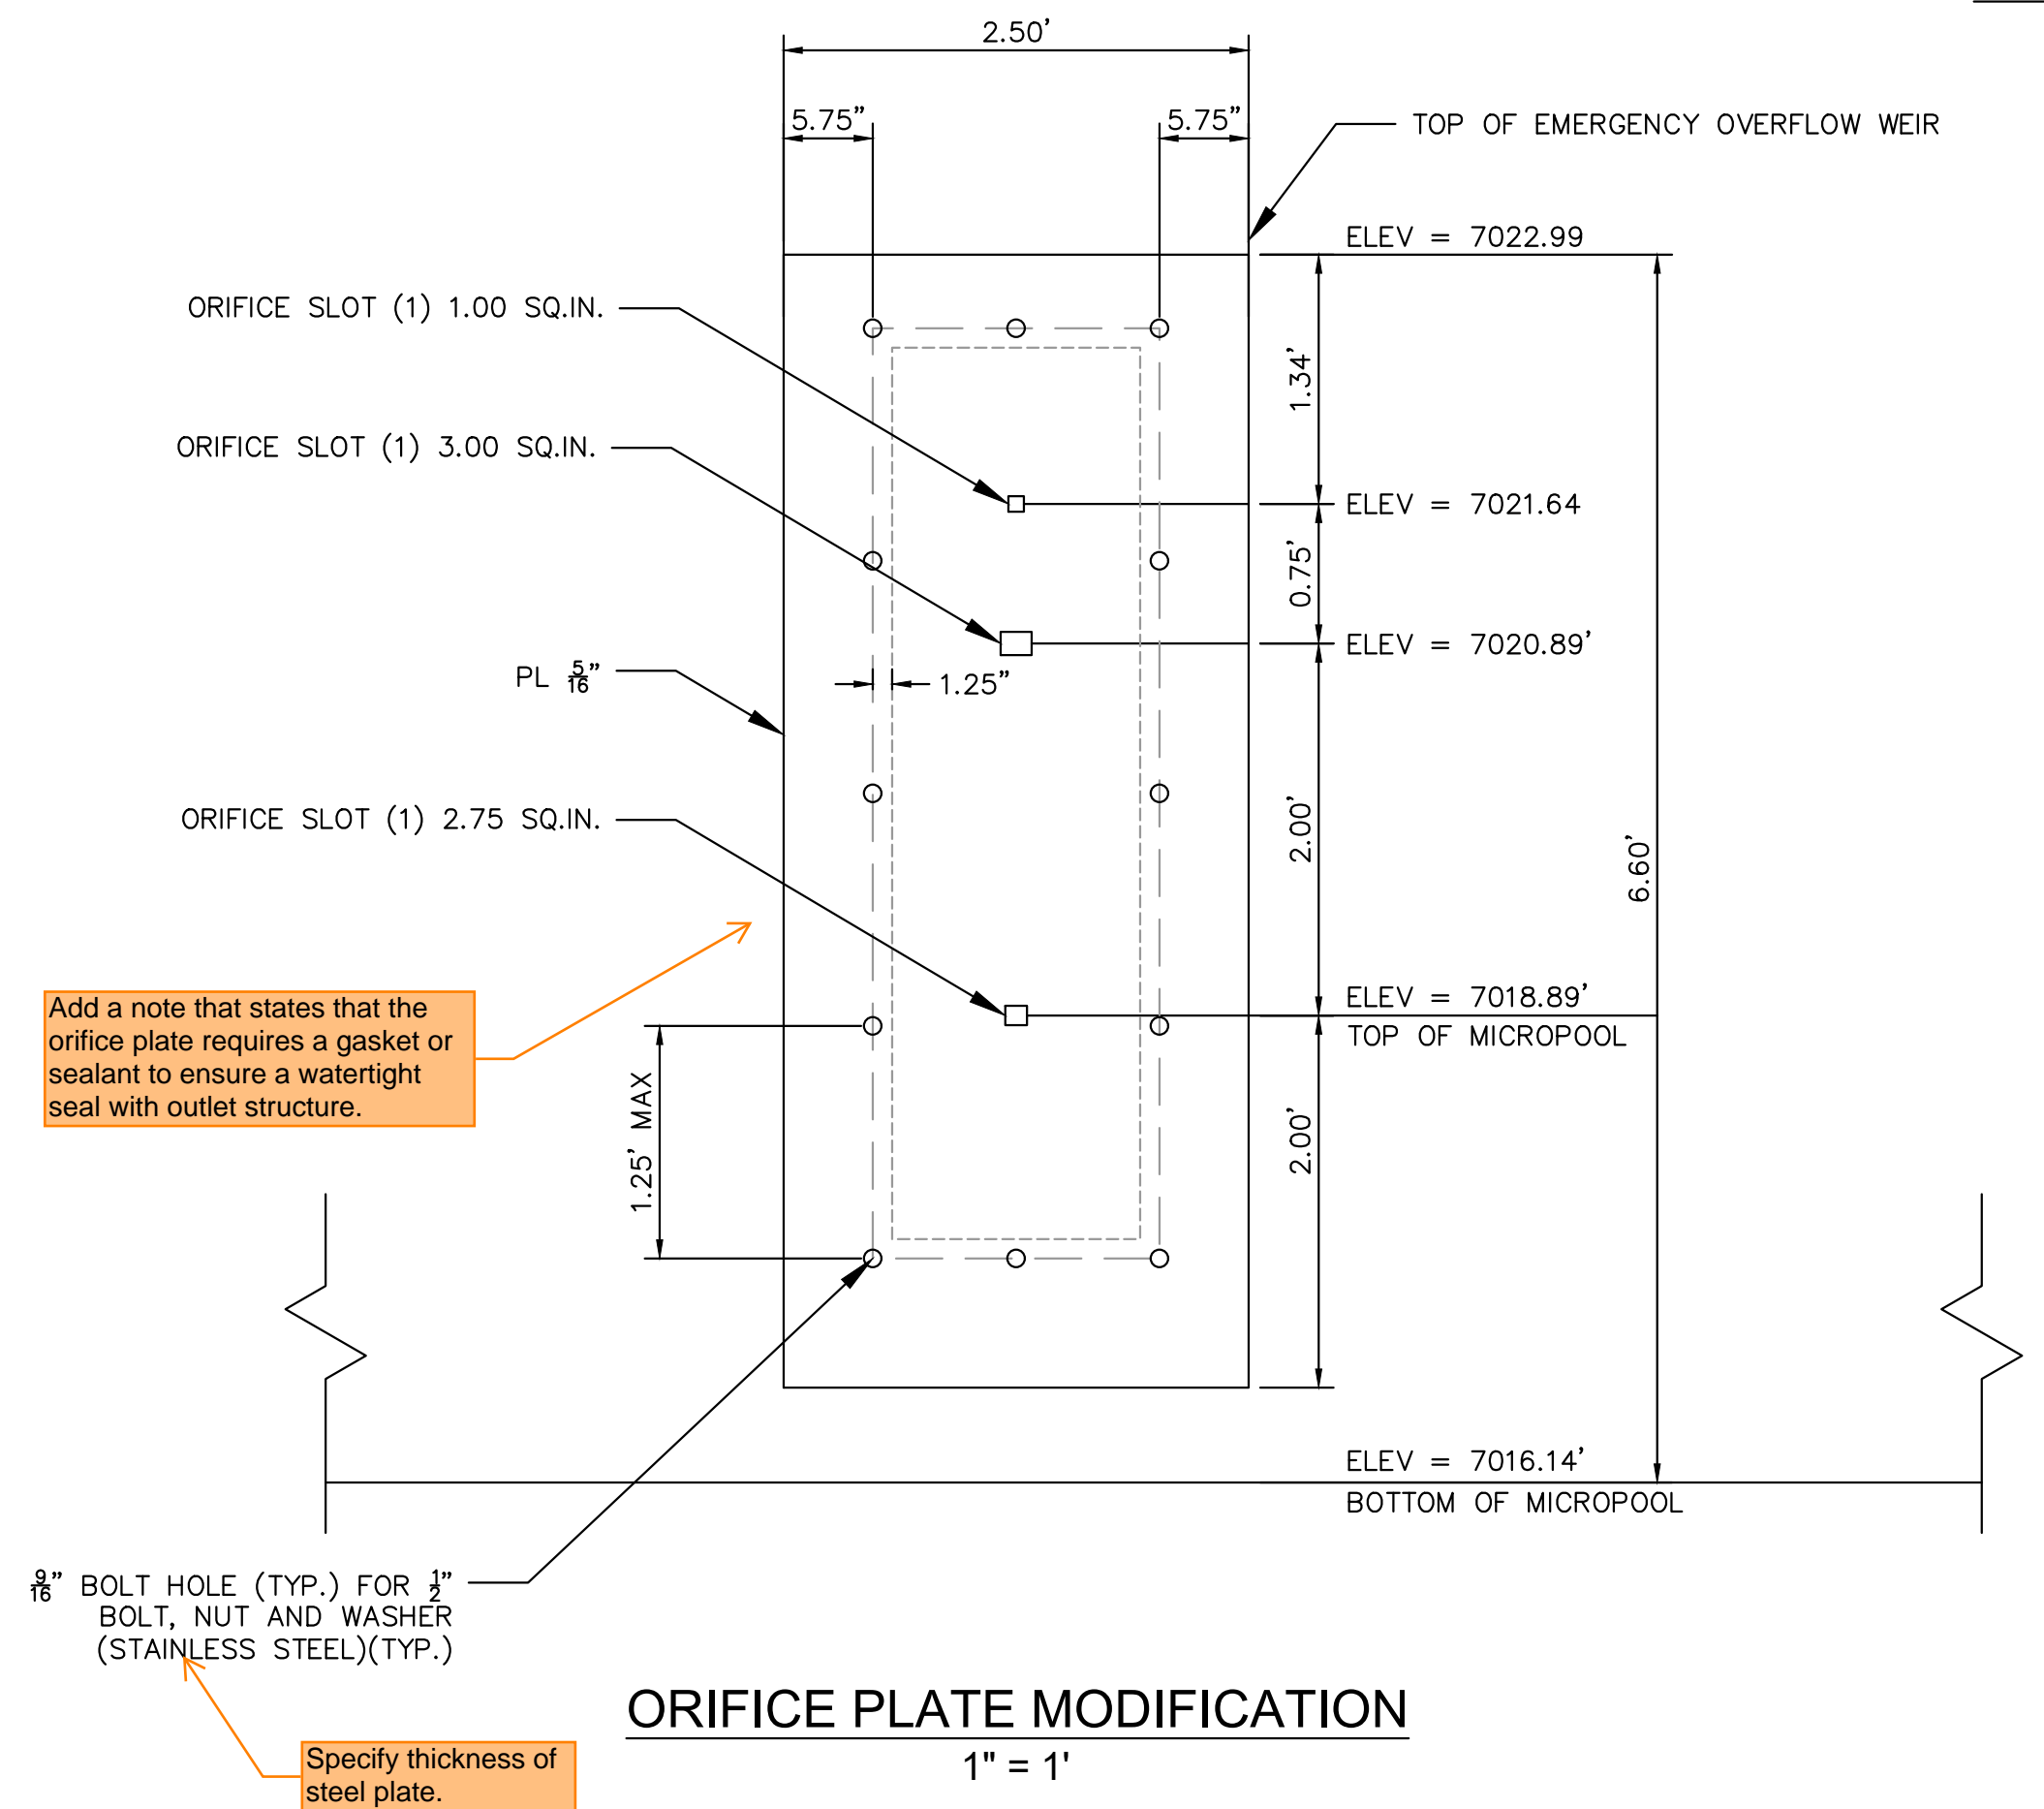 2.50'
5.75"
5.75"
TOP OF EMERGENCY OVERFLOW WEIR
ELEV = 7022.99
ORIFICE SLOT (1) 1.00 SQ.IN.
1.34'
ORIFICE SLOT (1) 3.00 SQ.IN.
ELEV = 7021.64
0.75'
ELEV = 7020.89'
PL 5/16"
1.25"
ORIFICE SLOT (1) 2.75 SQ.IN.
2.00'
6.60'
ELEV = 7018.89'
TOP OF MICROPOOL
Add a note that states that the
orifice plate requires a gasket or
sealant to ensure a watertight
seal with outlet structure.
1.25' MAX
2.00'
ELEV = 7016.14'
BOTTOM OF MICROPOOL
9/16" BOLT HOLE (TYP.) FOR 1/2"
BOLT, NUT AND WASHER
(STAINLESS STEEL)(TYP.)
Specify thickness of
steel plate.
ORIFICE PLATE MODIFICATION
1" = 1'